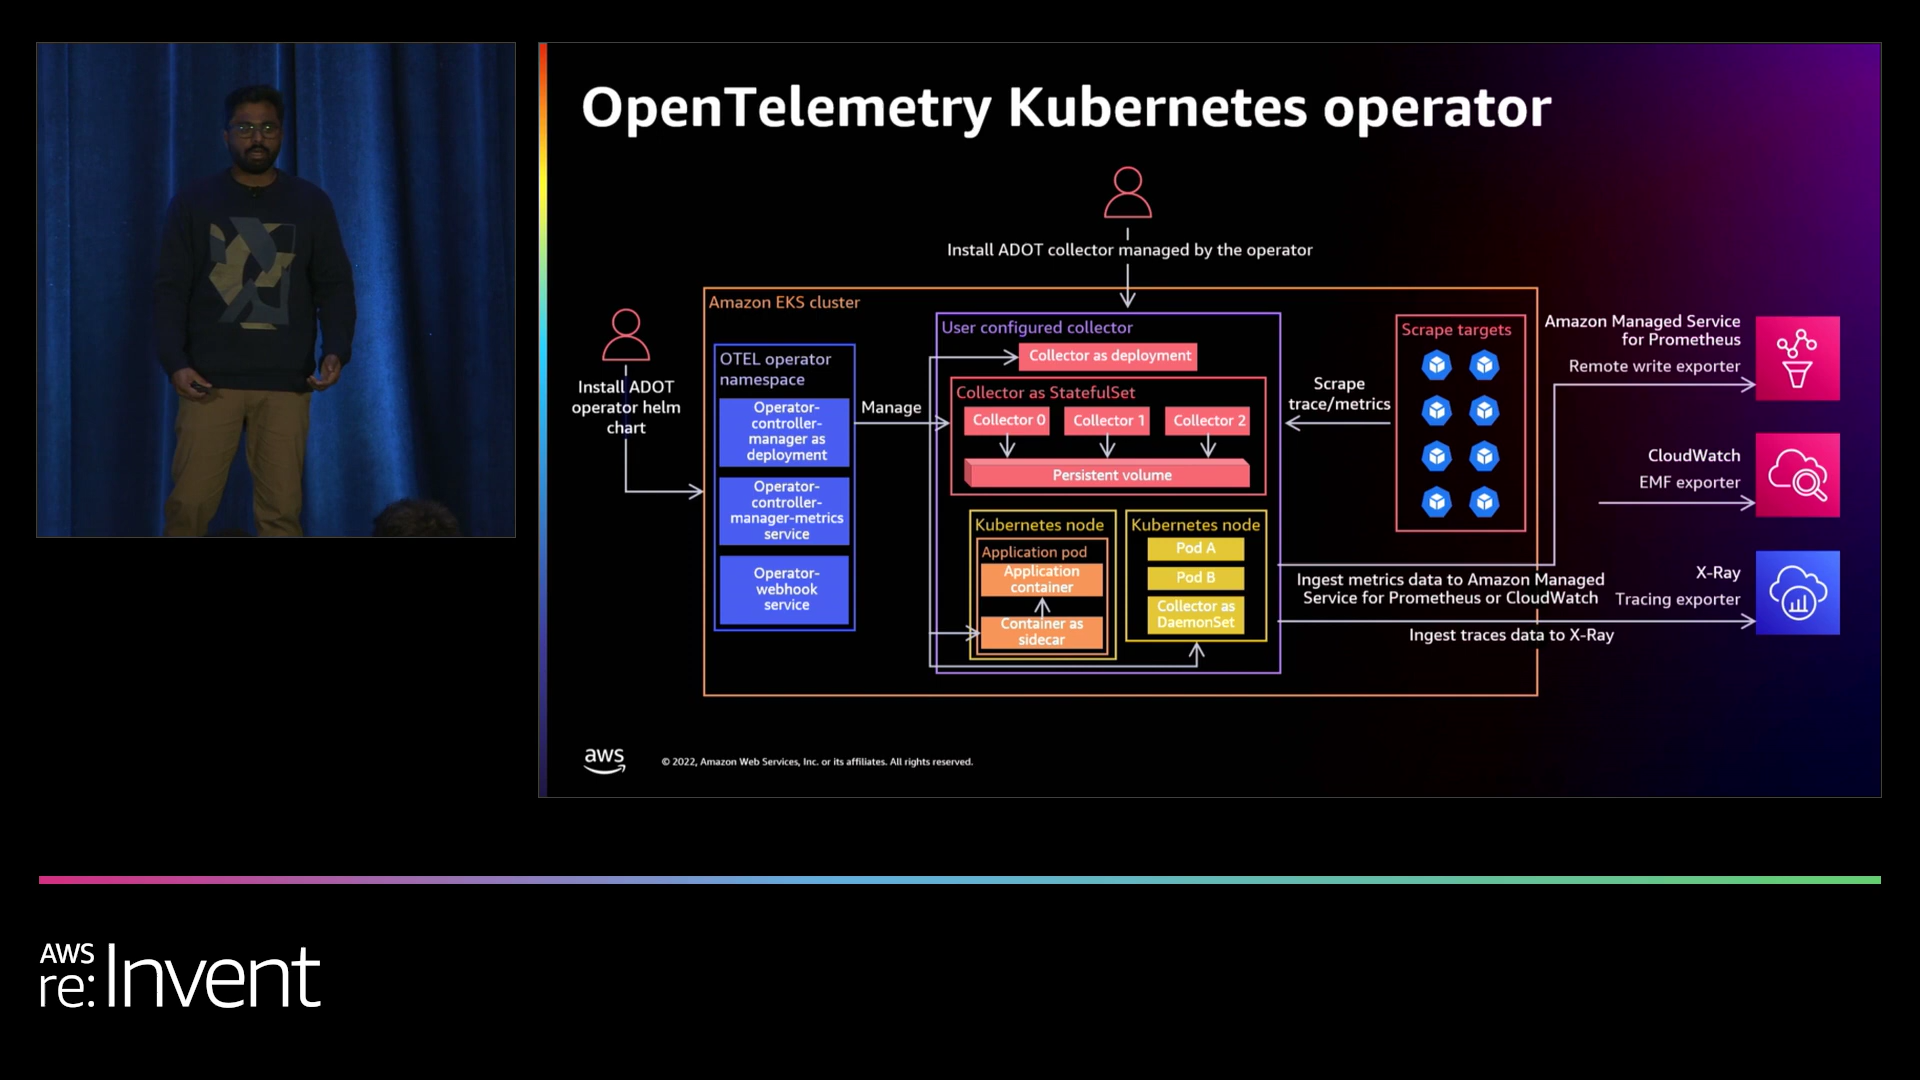 OpenTelemetry Kubernetes operator
Install ADOT collector managed by the operator
Install ADOT
operator helm
chart
Amazon EKS cluster
OTEL operator
namespace
Operator-
controller-
manager as
deployment
Operator-
controller-
manager-metrics
service
Operator-
webhook
service
Manage
User configured collector
Collector as deployment
Collector as StatefulSet
Collector 0
Collector 1
Collector 2
Persistent volume
Kubernetes node
Application pod
Application
container
Container as
sidecar
Kubernetes node
Pod A
Pod B
Collector as
DaemonSet
Scrape
trace/metrics
Scrape targets
Amazon Managed Service
for Prometheus
Remote write exporter
CloudWatch
EMF exporter
X-Ray
Tracing exporter
Ingest metrics data to Amazon Managed
Service for Prometheus or CloudWatch
Ingest traces data to X-Ray
aws
© 2022, Amazon Web Services, Inc. or its affiliates. All rights reserved.
AWS
re:Invent